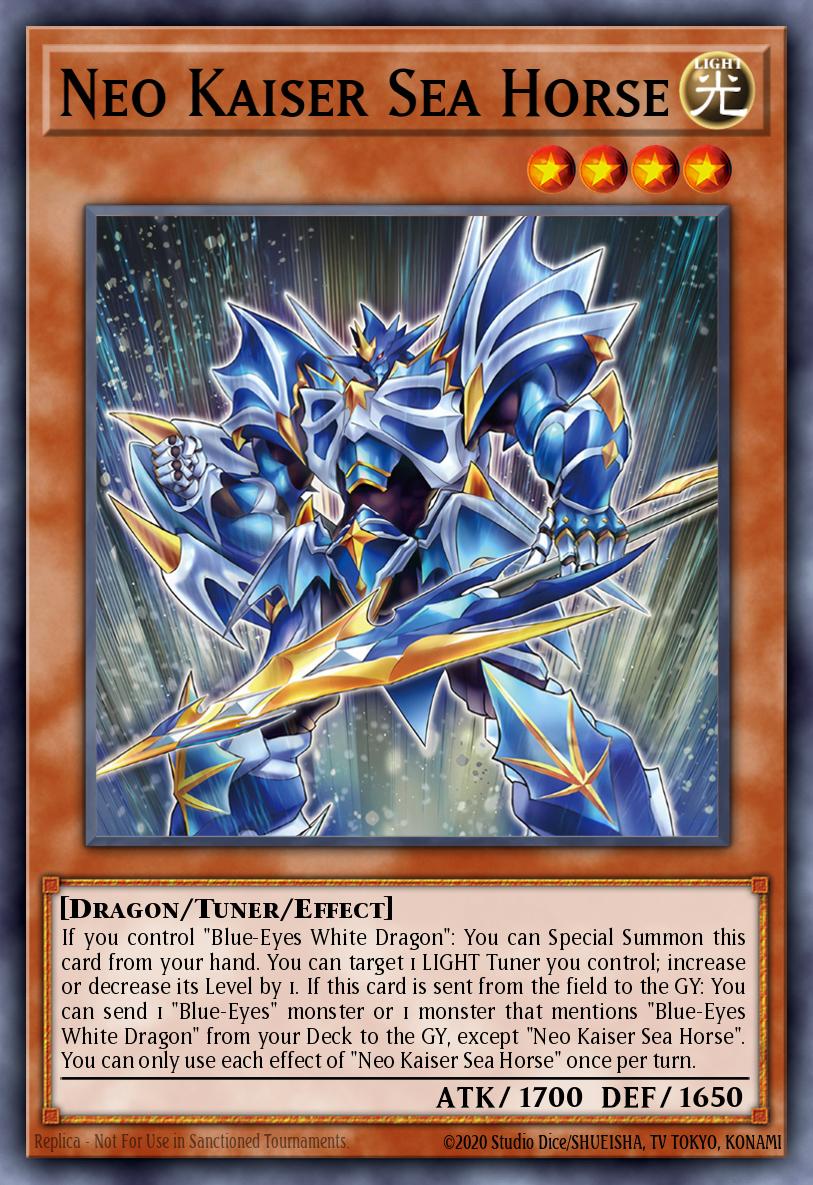 Neo Kaiser Sea Horse
LIGHT
光
[Dragon/Tuner/Effect]
If you control "Blue-Eyes White Dragon": You can Special Summon this
card from your hand. You can target 1 LIGHT Tuner you control; increase
or decrease its Level by 1. If this card is sent from the field to the GY: You
can send 1 "Blue-Eyes" monster or 1 monster that mentions "Blue-Eyes
White Dragon" from your Deck to the GY, except "Neo Kaiser Sea Horse".
You can only use each effect of "Neo Kaiser Sea Horse" once per turn.
ATK/ 1700 DEF/ 1650
Replica - Not For Use in Sanctioned Tournaments.
©2020 Studio Dice/SHUEISHA, TV TOKYO, KONAMI